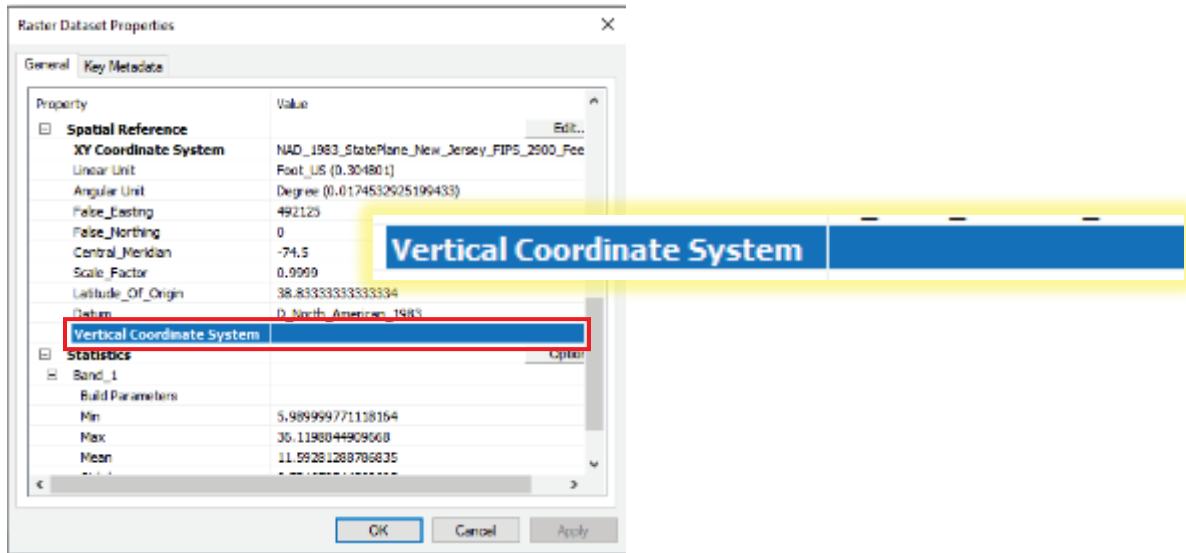 Raster Dataset Properties
General Key Metadata
Property Value
Spatial Reference Edit..
XY Coordinate System NAD_1983_StatePlane_New_Jersey_FIPS_2900_Fee
Linear Unit Foot_US (0.304801)
Angular Unit Degree (0.0174532925199433)
False_Easting 492125
False_Northing 0
Central_Meridian -74.5
Scale_Factor 0.9999
Latitude_Of_Origin 38.83333333333334
Datum D_North_American_1983
Vertical Coordinate System
Vertical Coordinate System
Statistics Option
Band_1
Build Parameters
Min 5.989999771118164
Max
Mean 11.59281288786835
OK Cancel Apply